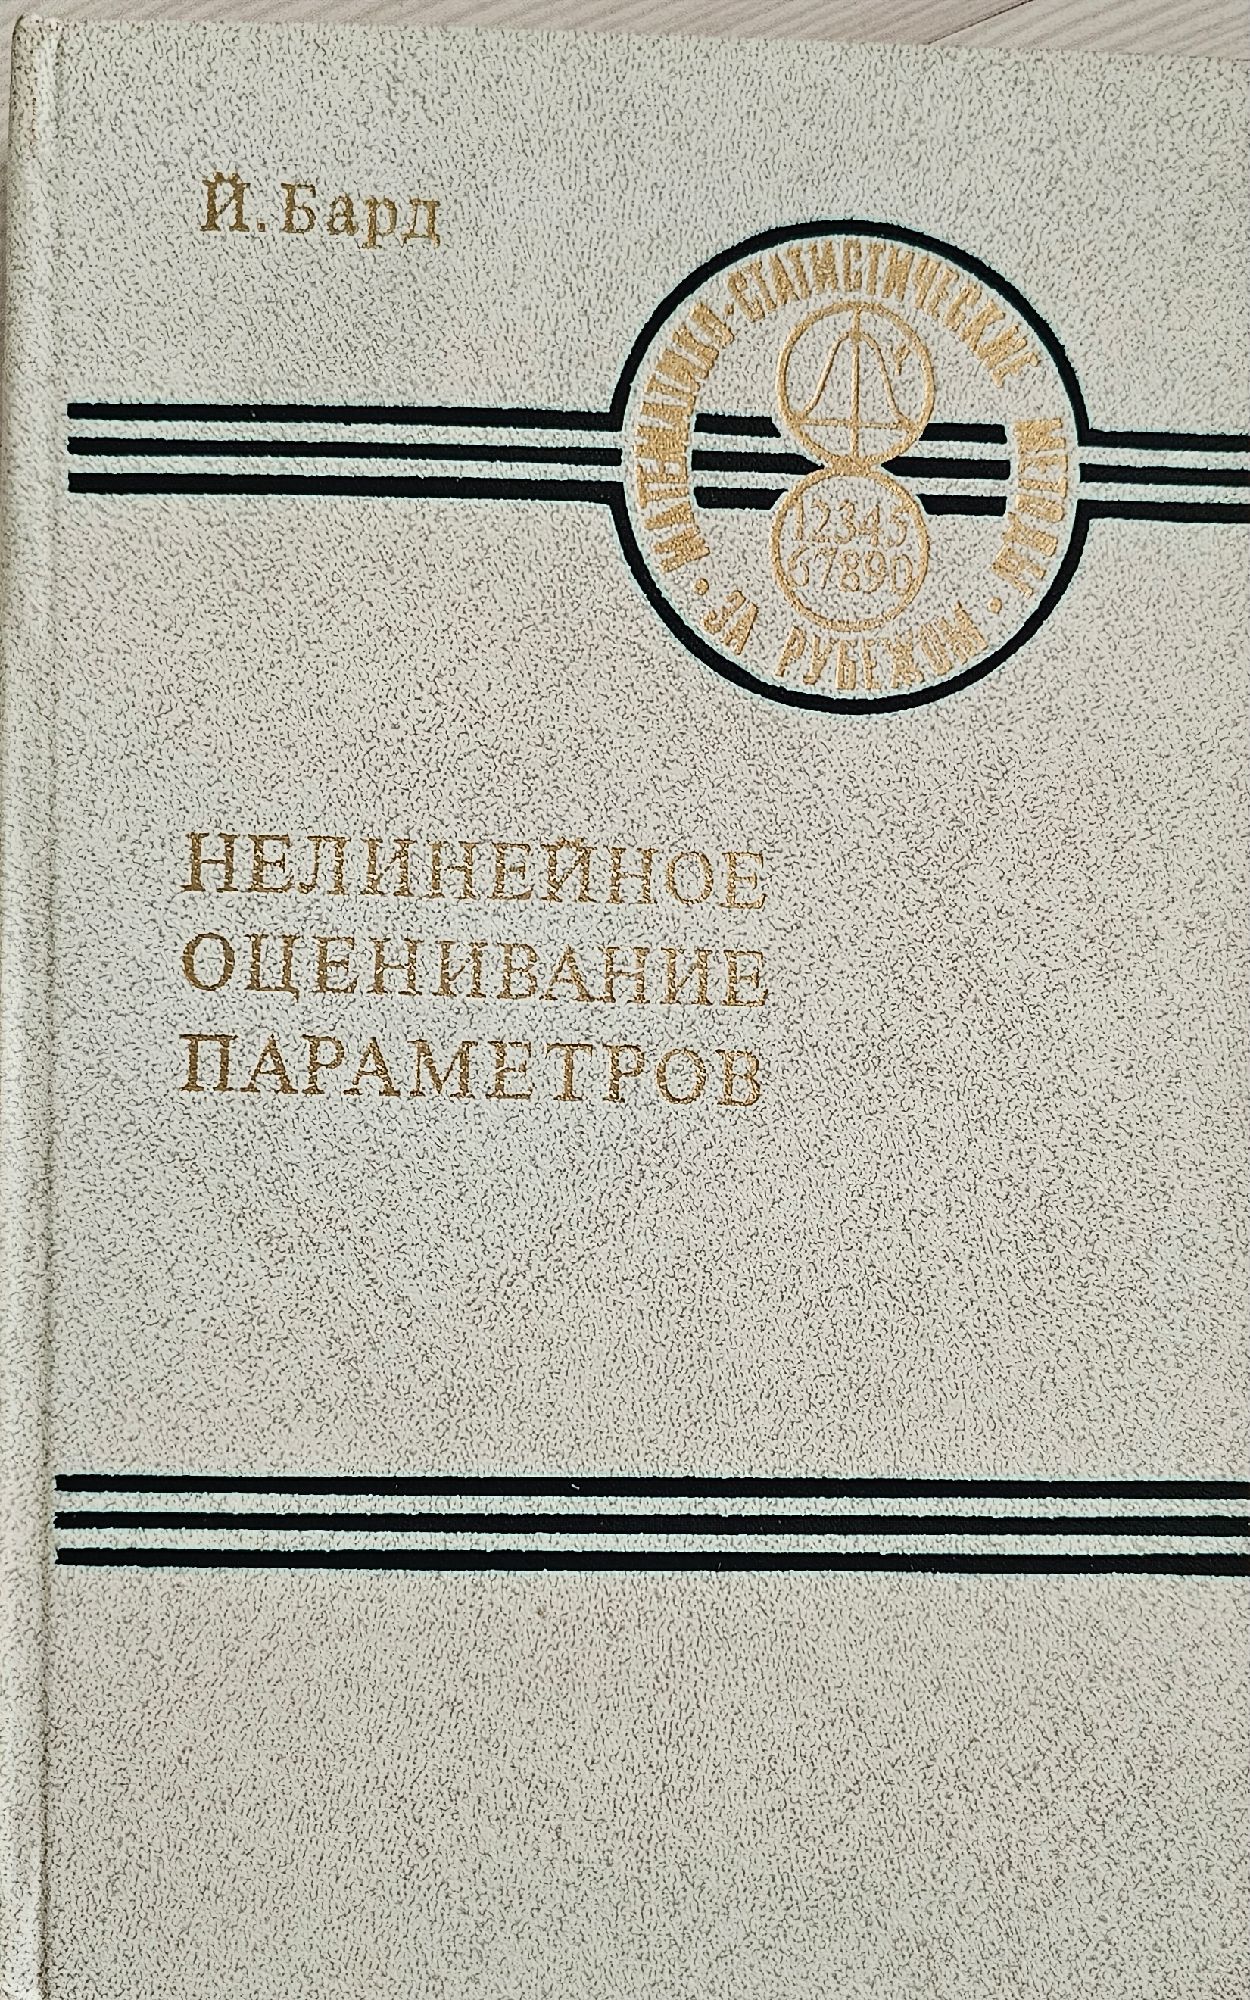 Й. Бард
МАТЕМАТИКО-СТАТИСТИЧЕСКИЕ МЕТОДЫ
• ЗА РУБЕЖОМ •
12345
67890
НЕЛИНЕЙНОЕ
ОЦЕНИВАНИЕ
ПАРАМЕТРОВ